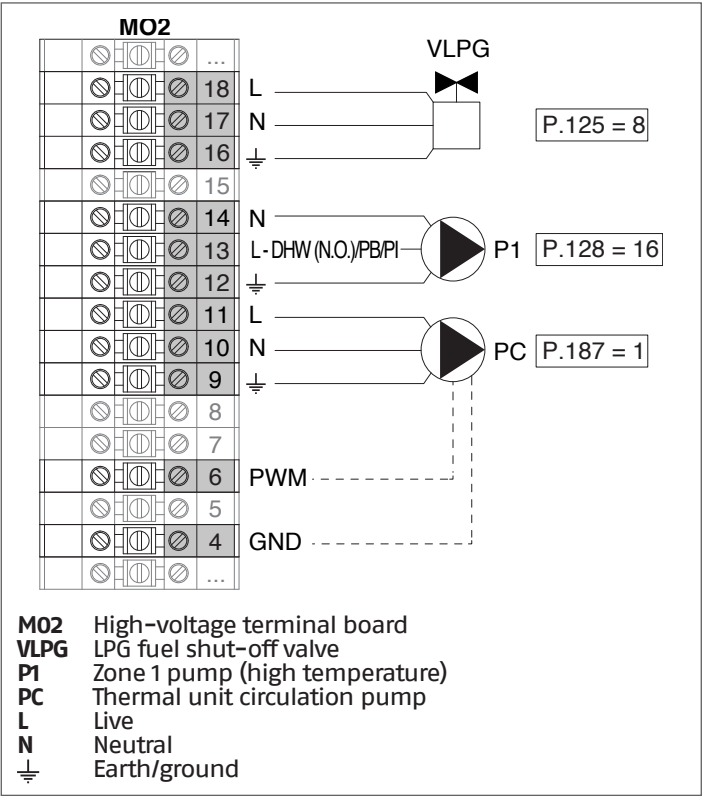 MO2
VLPG
...
18 L
17 N
16 ⏚
P.125 = 8
15
14 N
13 L - DHW (N.O.)/PB/PI P1 P.128 = 16
12 ⏚
11 L
10 N PC P.187 = 1
9 ⏚
8
7
6 PWM
5
4 GND
...
MO2 High-voltage terminal board
VLPG LPG fuel shut-off valve
P1 Zone 1 pump (high temperature)
PC Thermal unit circulation pump
L Live
N Neutral
⏚ Earth/ground